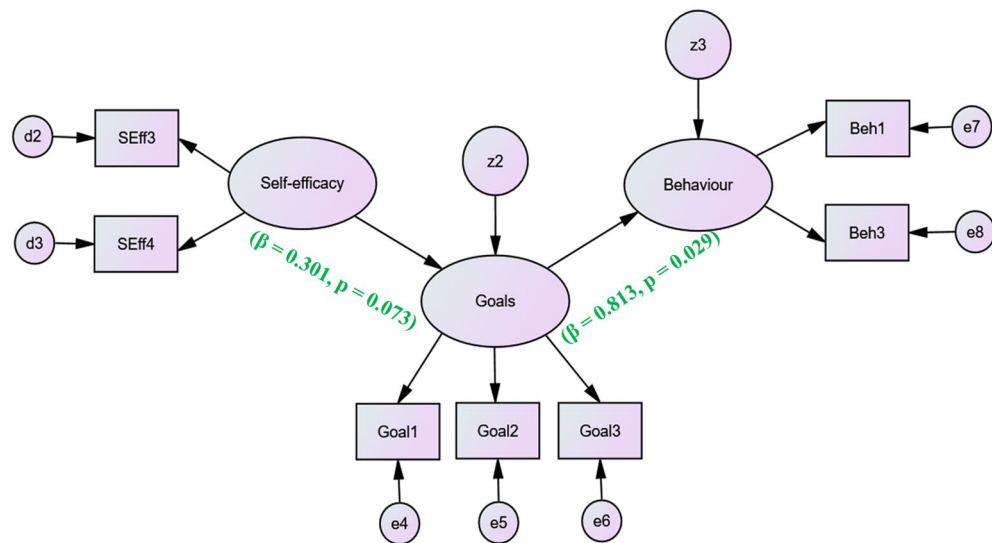 z3
d2
SEff3
Beh1
e7
z2
Self-efficacy
Behaviour
d3
SEff4
Beh3
e8
(β = 0.301, p = 0.073)
(β = 0.813, p = 0.029)
Goals
Goal1
Goal2
Goal3
e4
e5
e6